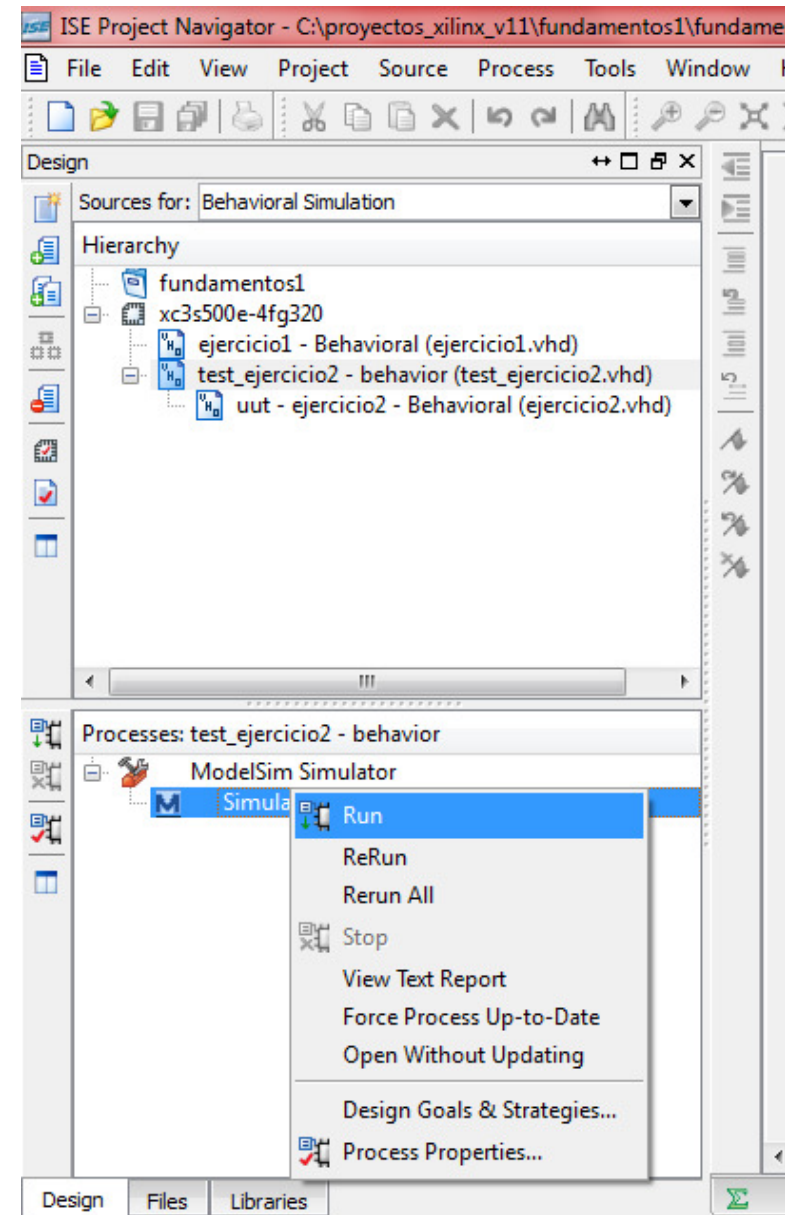 ISE ISE Project Navigator - C:\proyectos_xilinx_v11\fundamentos1\fundame
File Edit View Project Source Process Tools Window
Design
Sources for: Behavioral Simulation
Hierarchy
fundamentos1
xc3s500e-4fg320
ejercicio1 - Behavioral (ejercicio1.vhd)
test_ejercicio2 - behavior (test_ejercicio2.vhd)
uut - ejercicio2 - Behavioral (ejercicio2.vhd)
Processes: test_ejercicio2 - behavior
ModelSim Simulator
M Simula
Run
ReRun
Rerun All
Stop
View Text Report
Force Process Up-to-Date
Open Without Updating
Design Goals & Strategies...
Process Properties...
Design Files Libraries
Σ